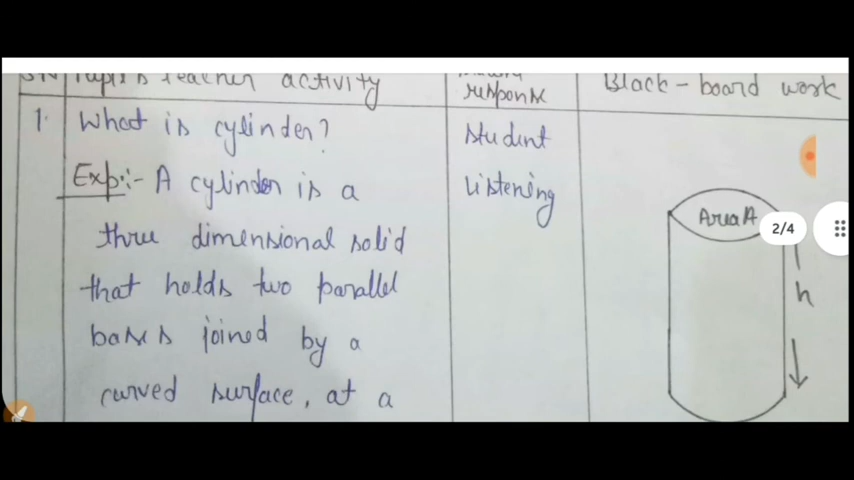 teacher activity
response
Black-board work
1. What is cylinder?
student
Exp:- A cylinder is a
Listening
three dimensional solid
that holds two parallel
bases joined by a
curved surface, at a
Area A
2/4
h